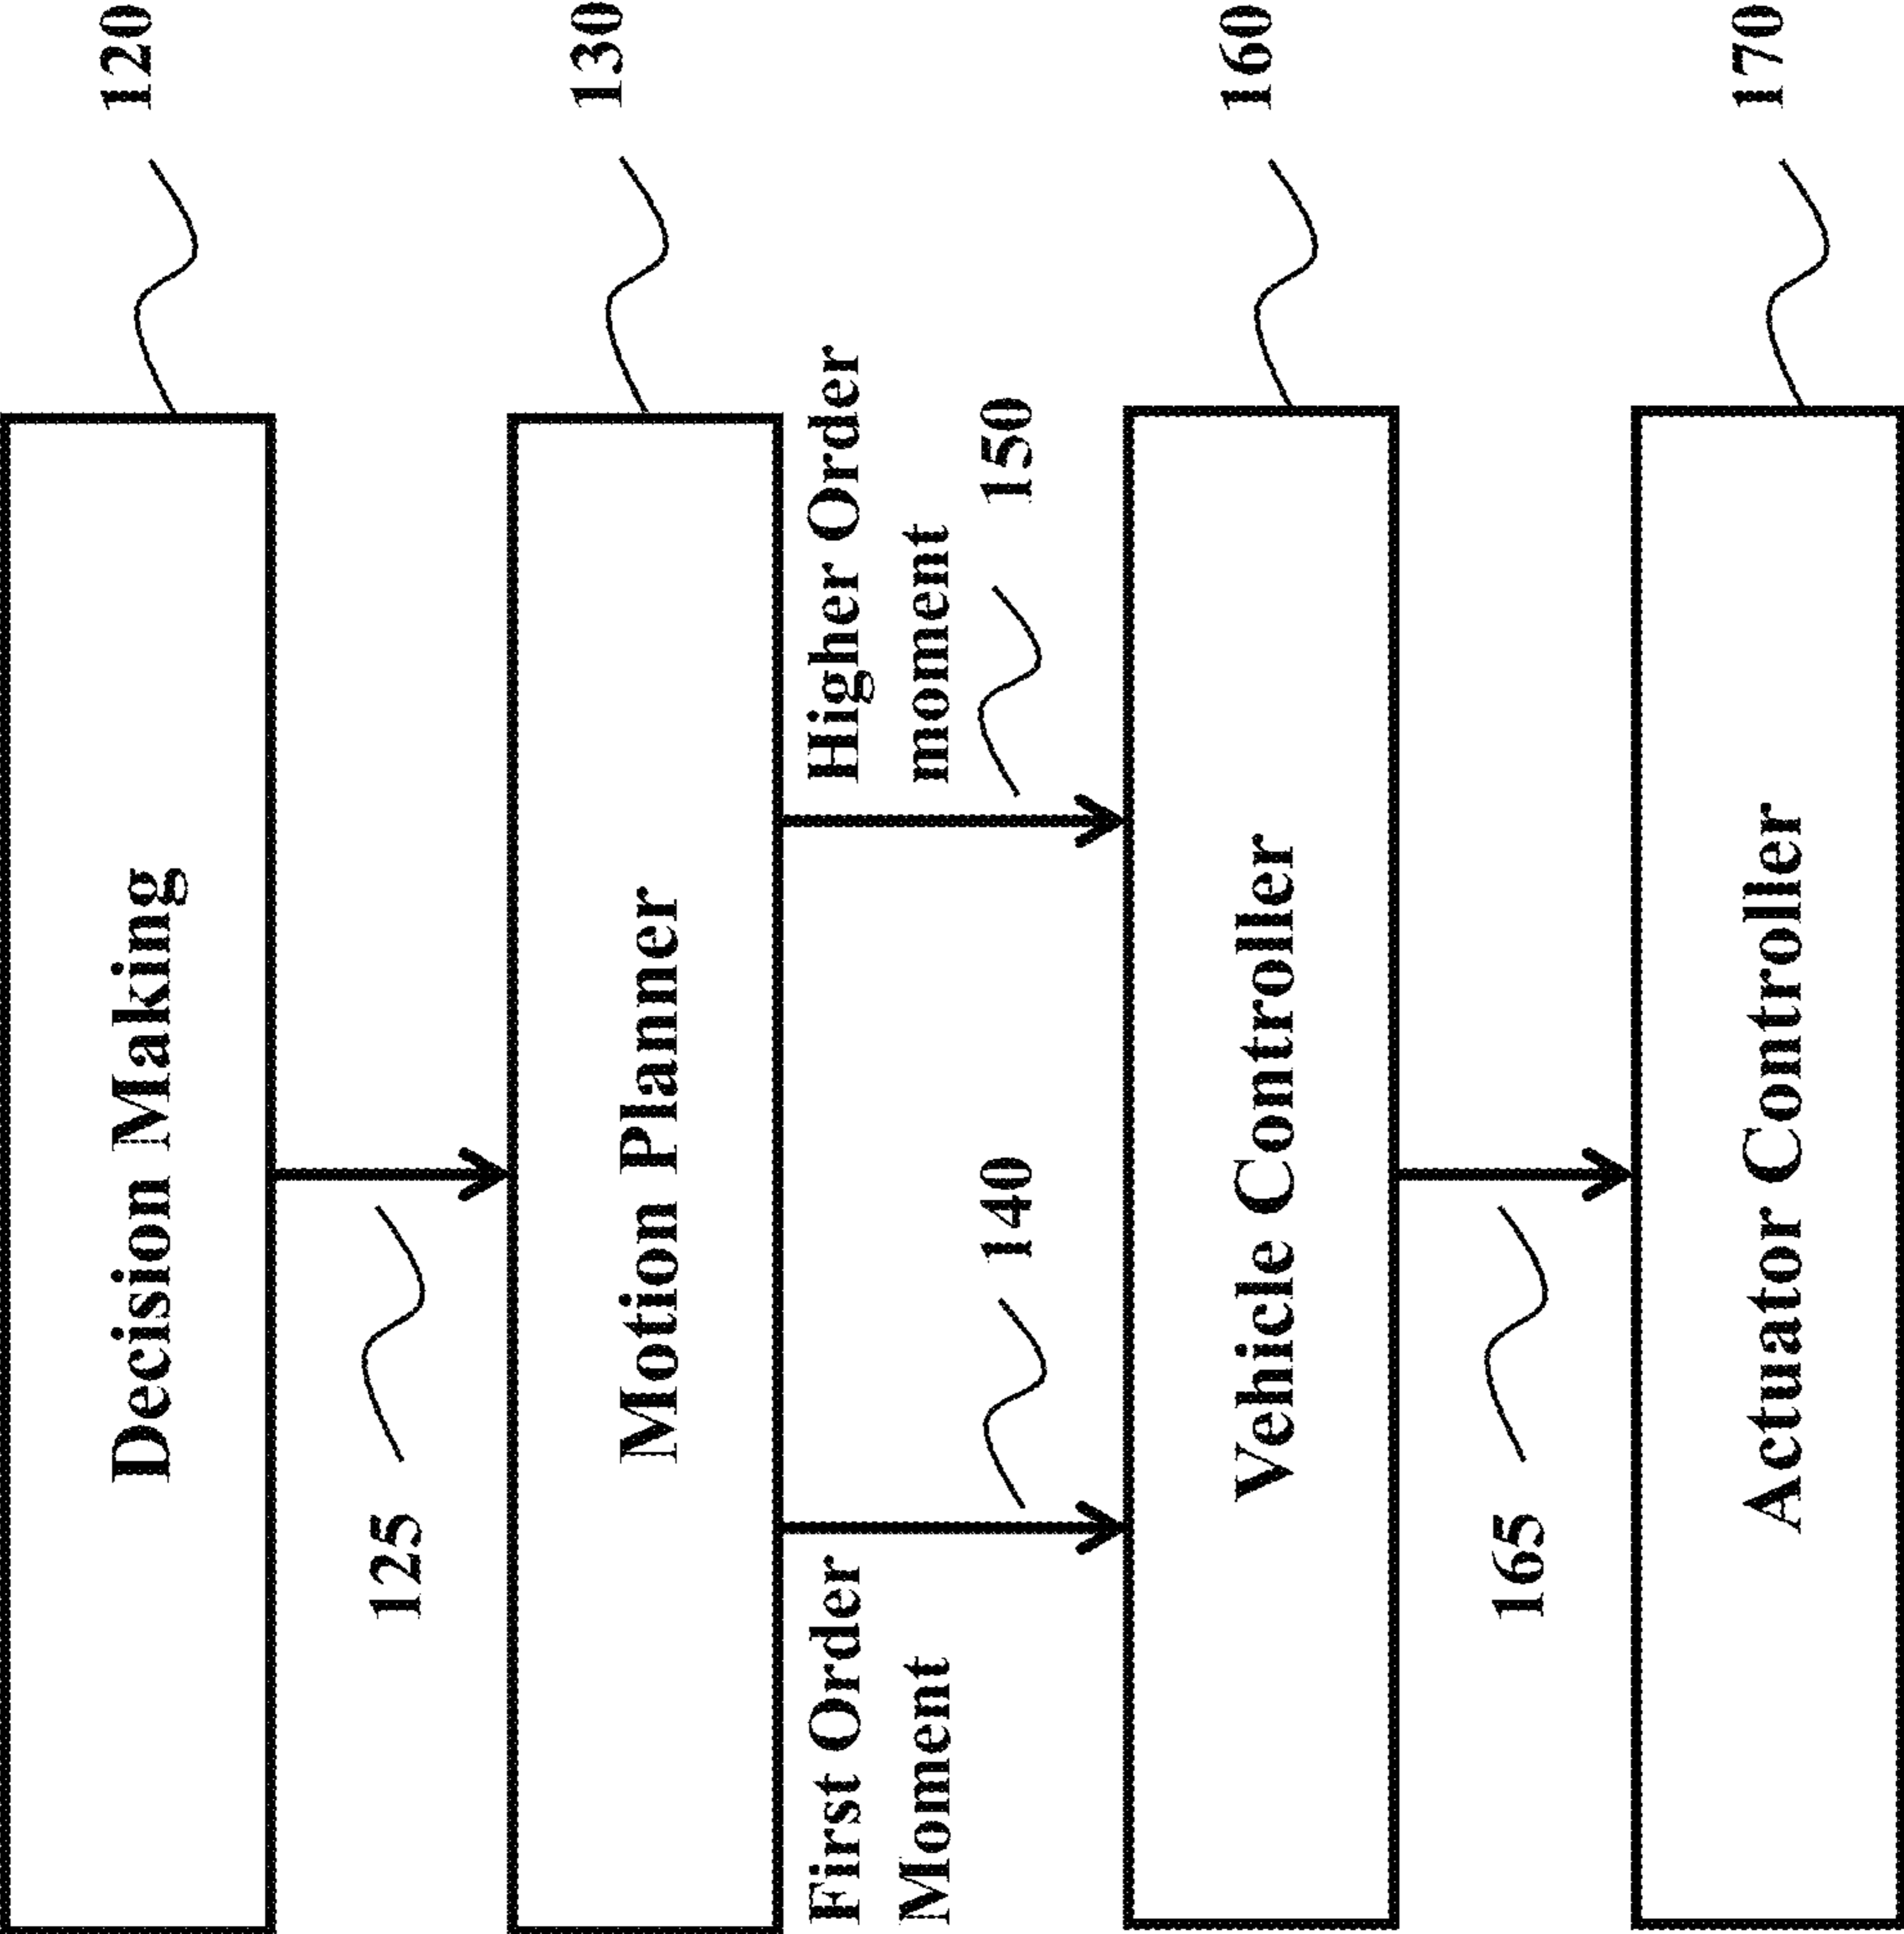 Decision Making
120
125
Motion Planner
130
First Order
Moment
140
Higher Order
moment
150
Vehicle Controller
160
165
Actuator Controller
170